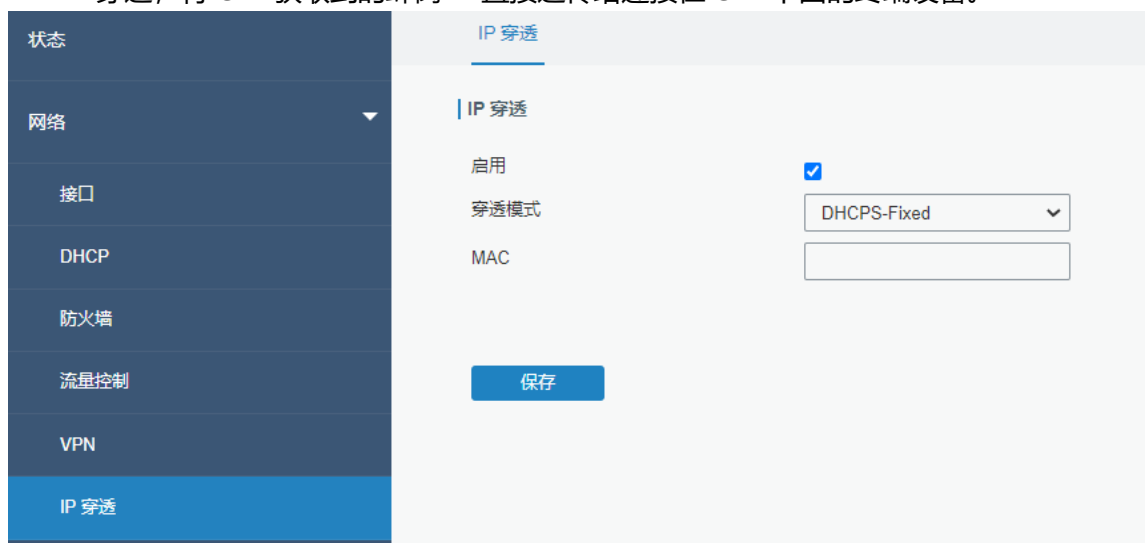 状态
IP 穿透
网络
IP 穿透
启用
接口
穿透模式
DHCPS-Fixed
DHCP
MAC
防火墙
流量控制
保存
VPN
IP 穿透